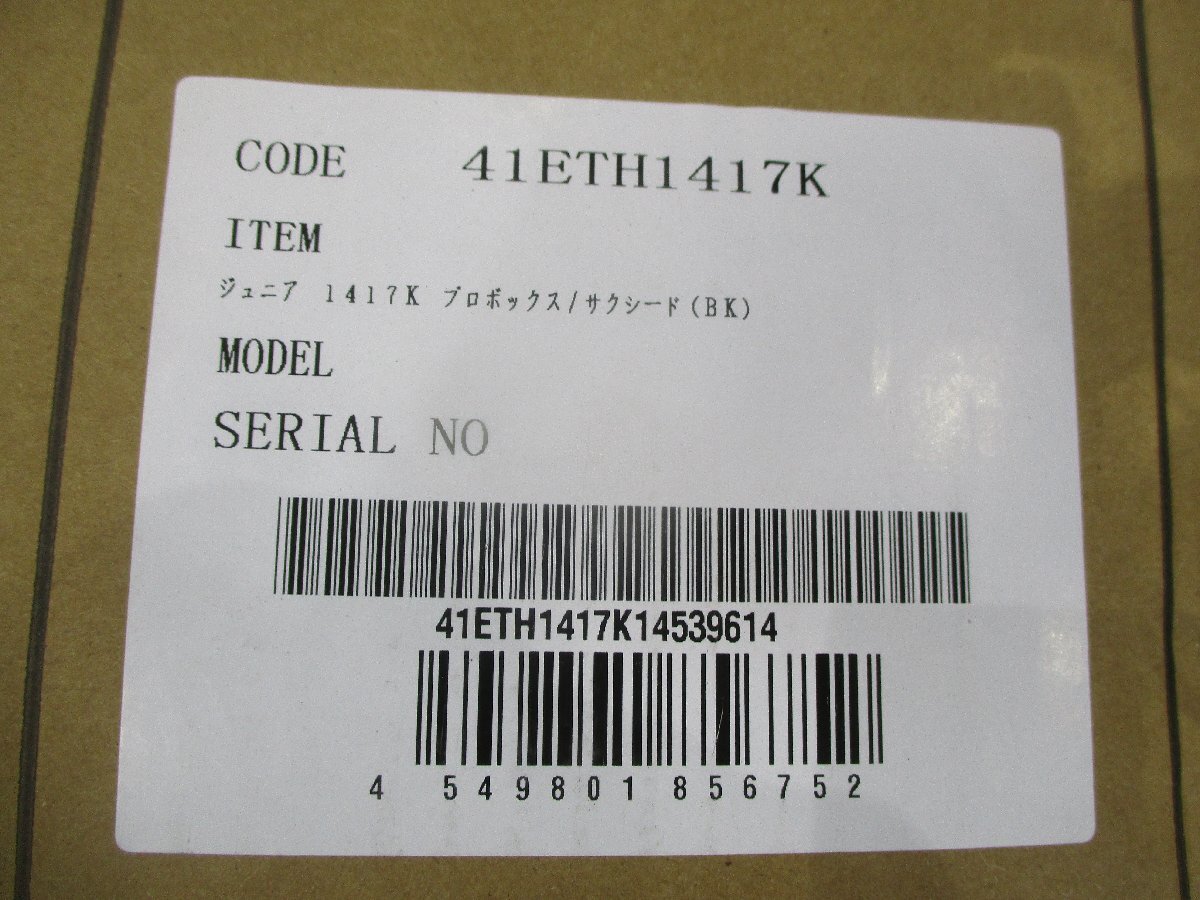 CODE 41ETH1417K
ITEM
ジュニア 1417K プロボックス/サクシード(BK)
MODEL
SERIAL NO
41ETH1417K14539614
4 549801 856752